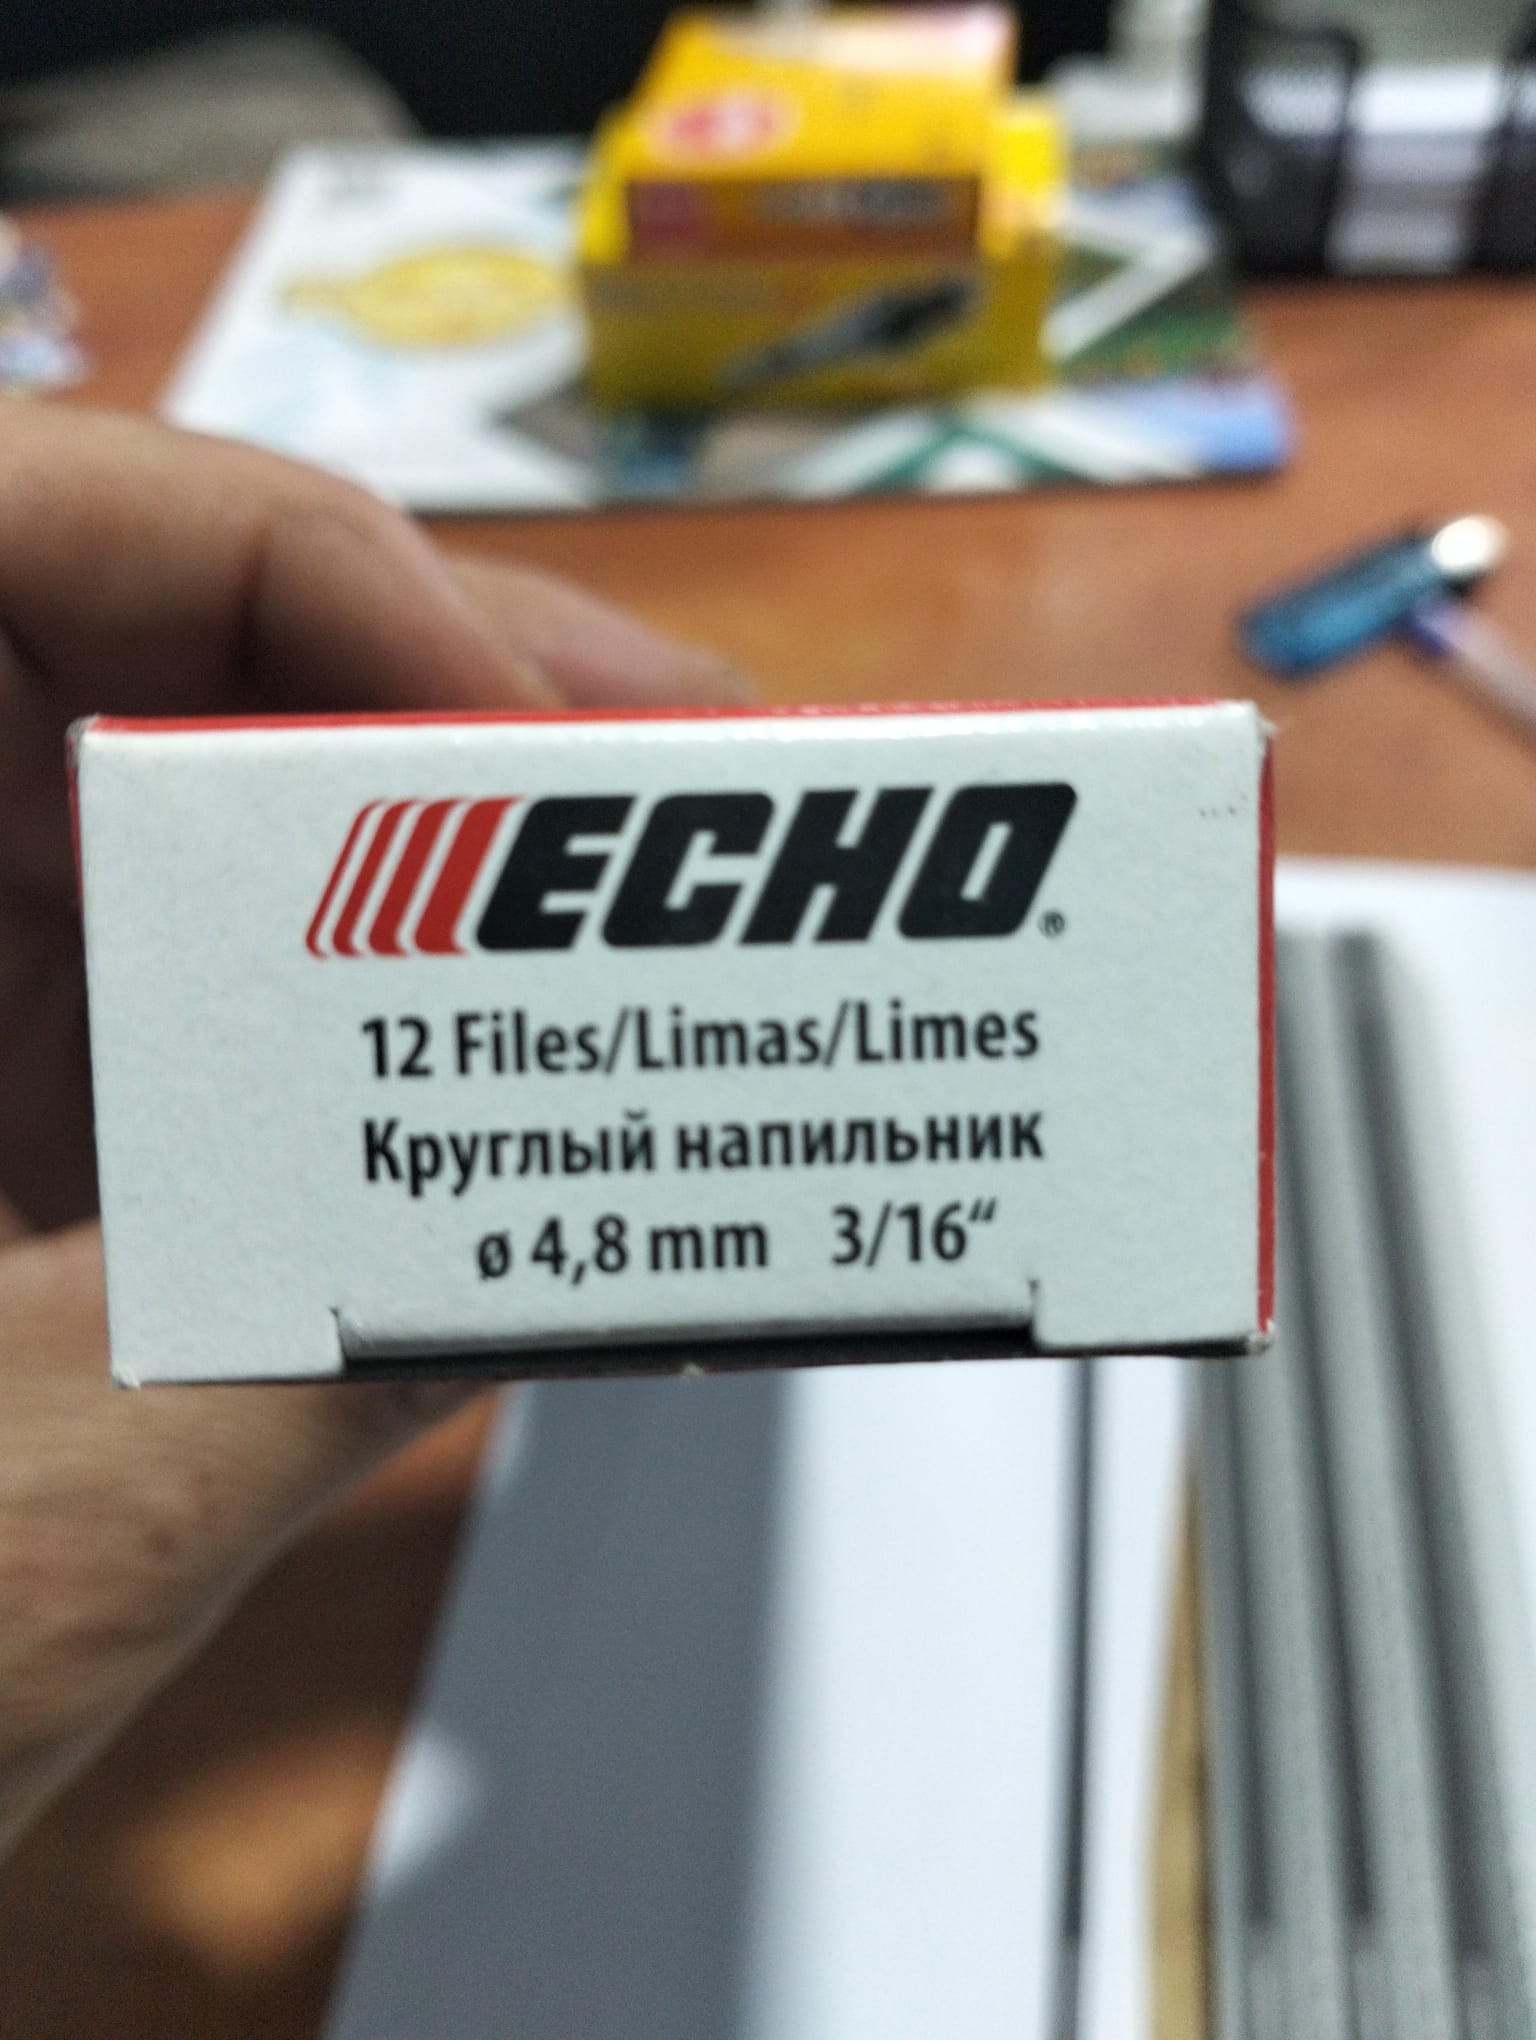 ECHO®
12 Files/Limas/Limes
Круглый напильник
ø 4,8 mm 3/16“